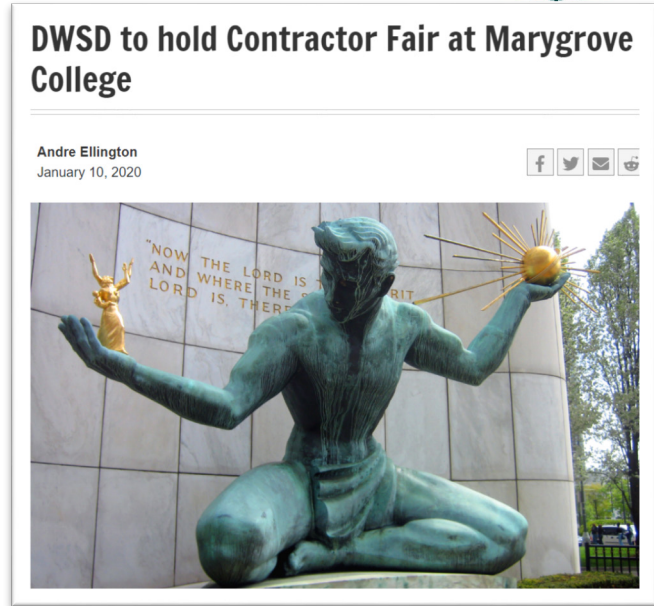 DWSD to hold Contractor Fair at Marygrove
College
Andre Ellington
January 10, 2020
"NOW THE LORD IS T
AND WHERE THE S RIT
LORD IS, THERE